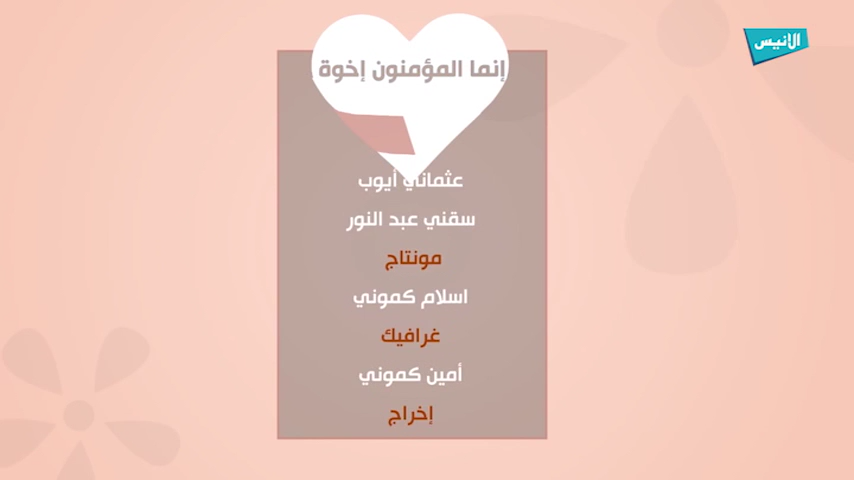 الأنيس
إنما المؤمنون إخوة
عثماني أيوب
سقني عبد النور
مونتاج
اسلام كموني
غرافيك
أمين كموني
إخراج